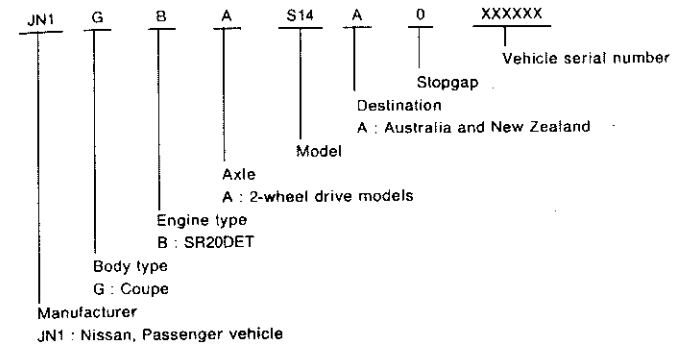 JN1 G B A S14 A 0 XXXXXX
Vehicle serial number
Stopgap
Destination
A : Australia and New Zealand
Model
Axle
A : 2-wheel drive models
Engine type
B : SR20DET
Body type
G : Coupe
Manufacturer
JN1 : Nissan, Passenger vehicle